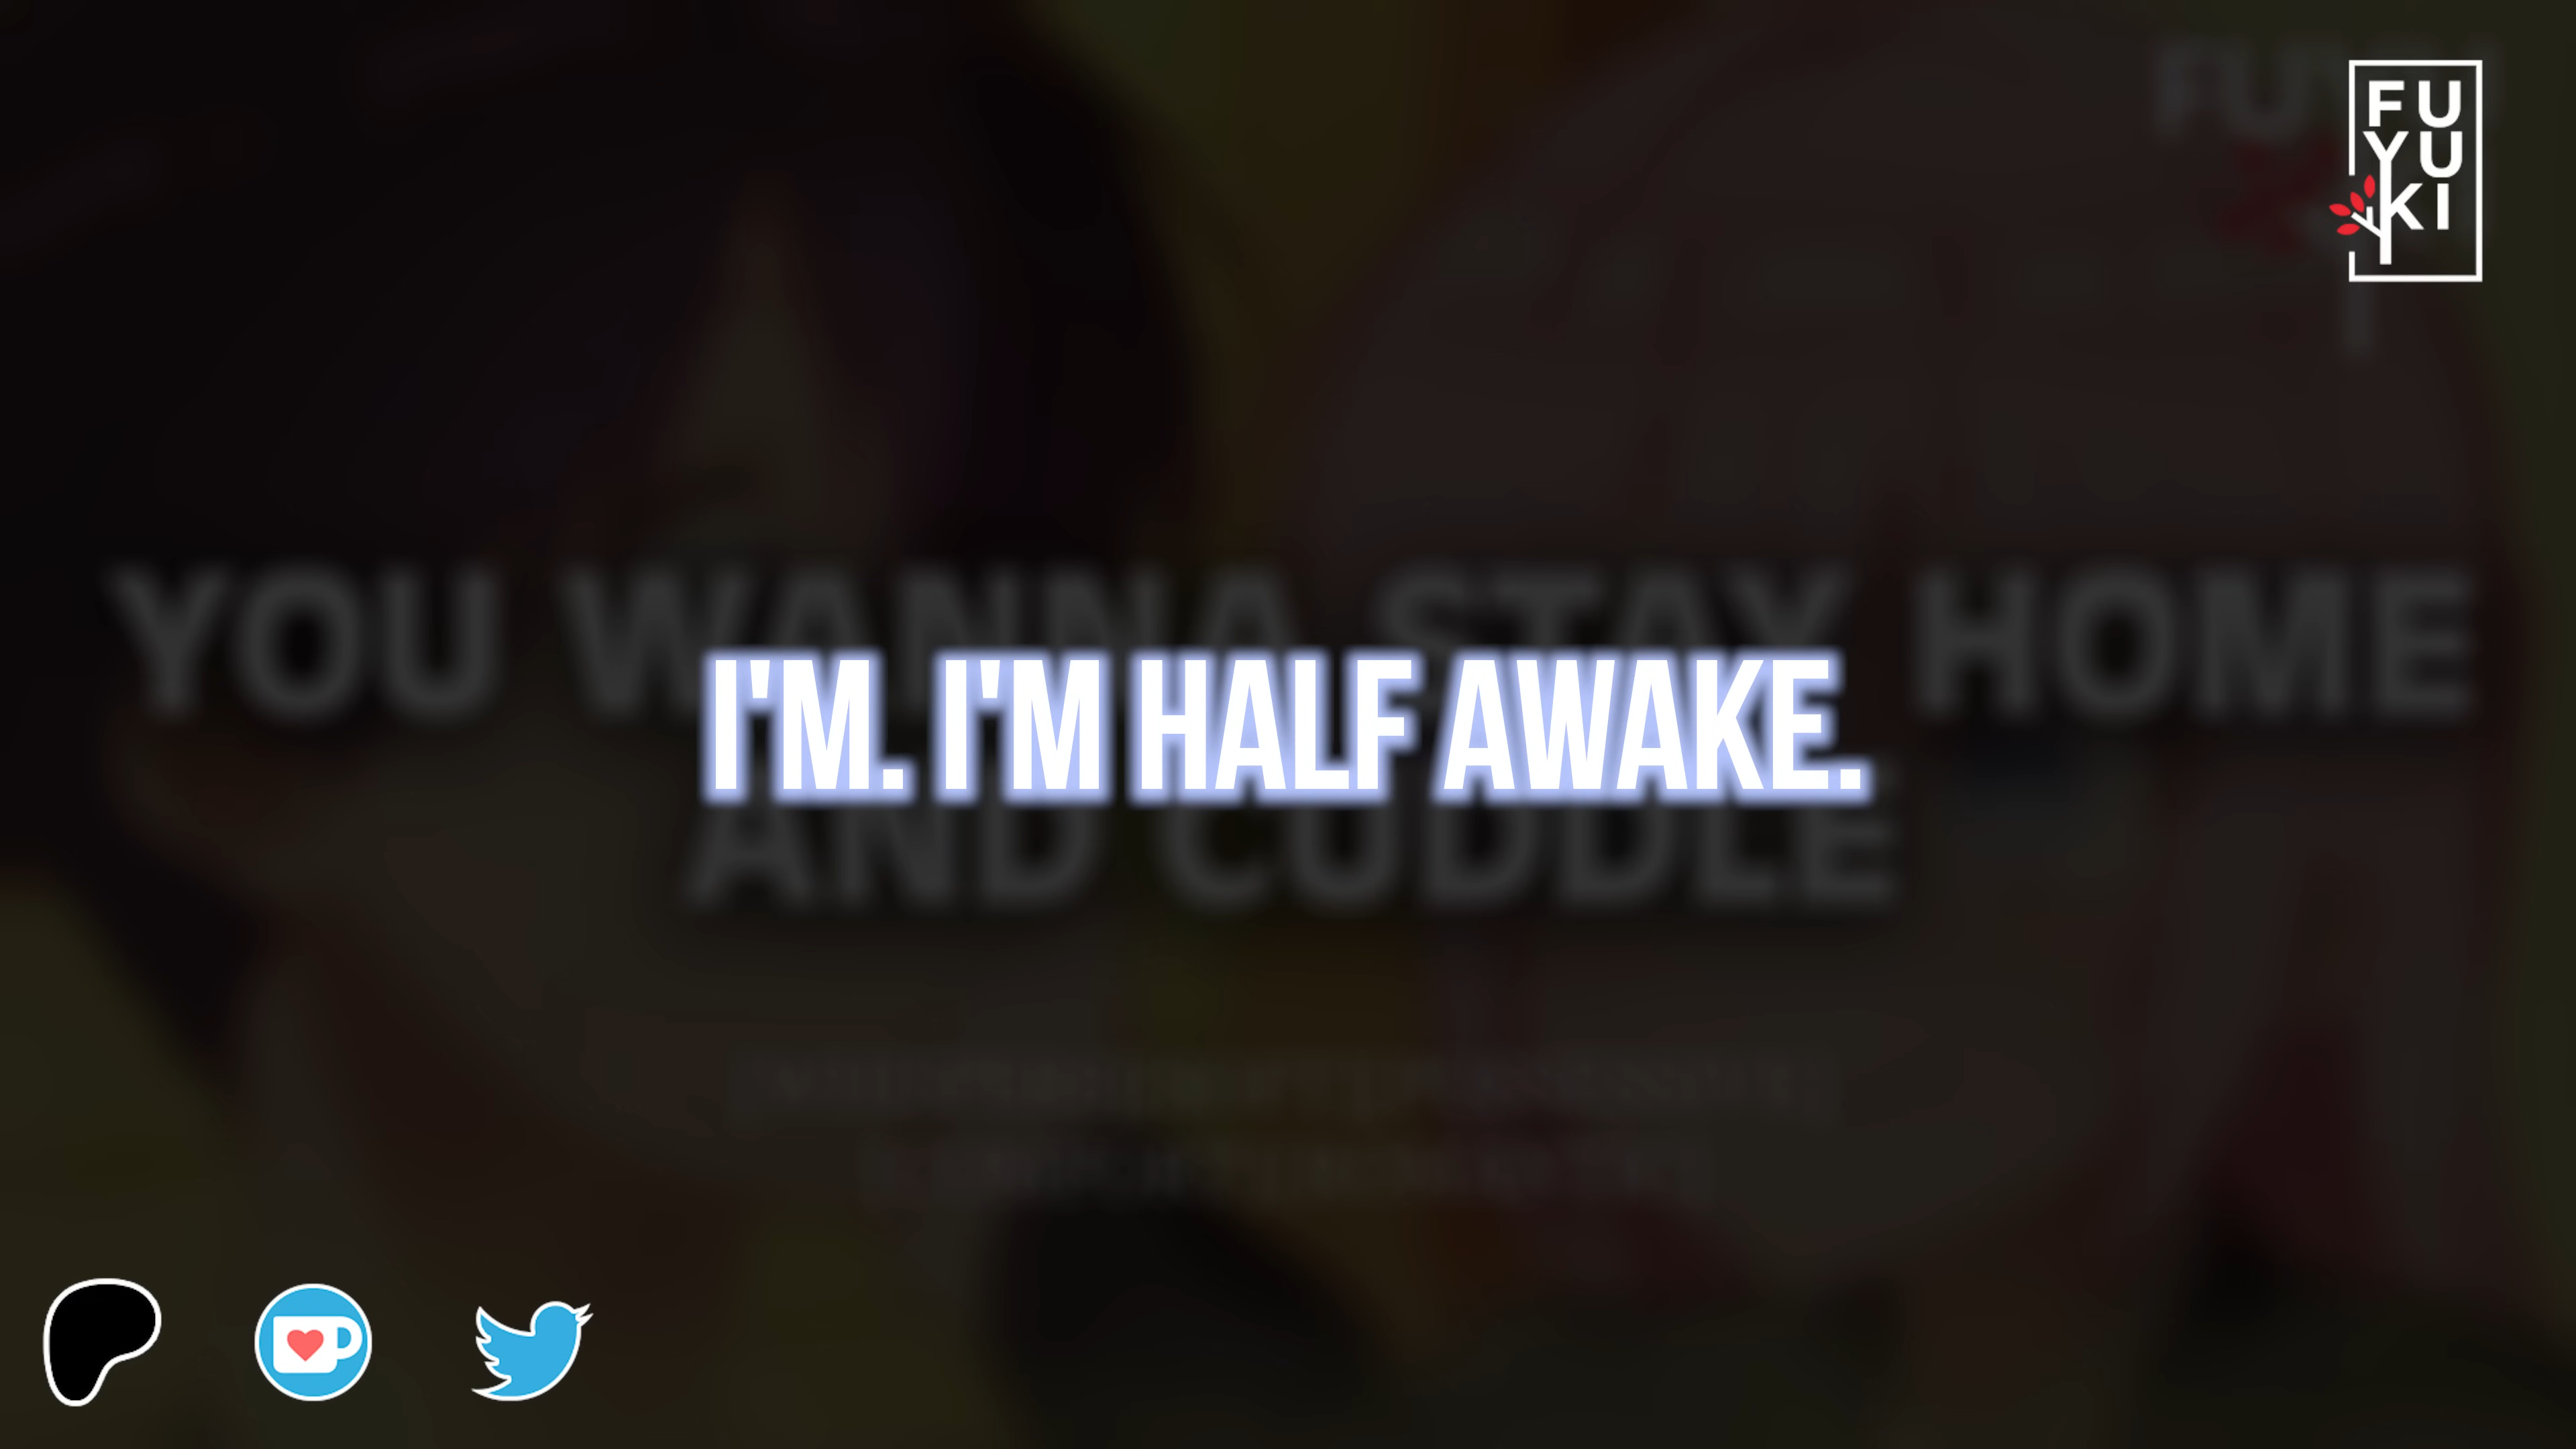 FU
YU
KI
YOU WANNA STAY HOME
I'M. I'M HALF AWAKE.
AND CUDDLE